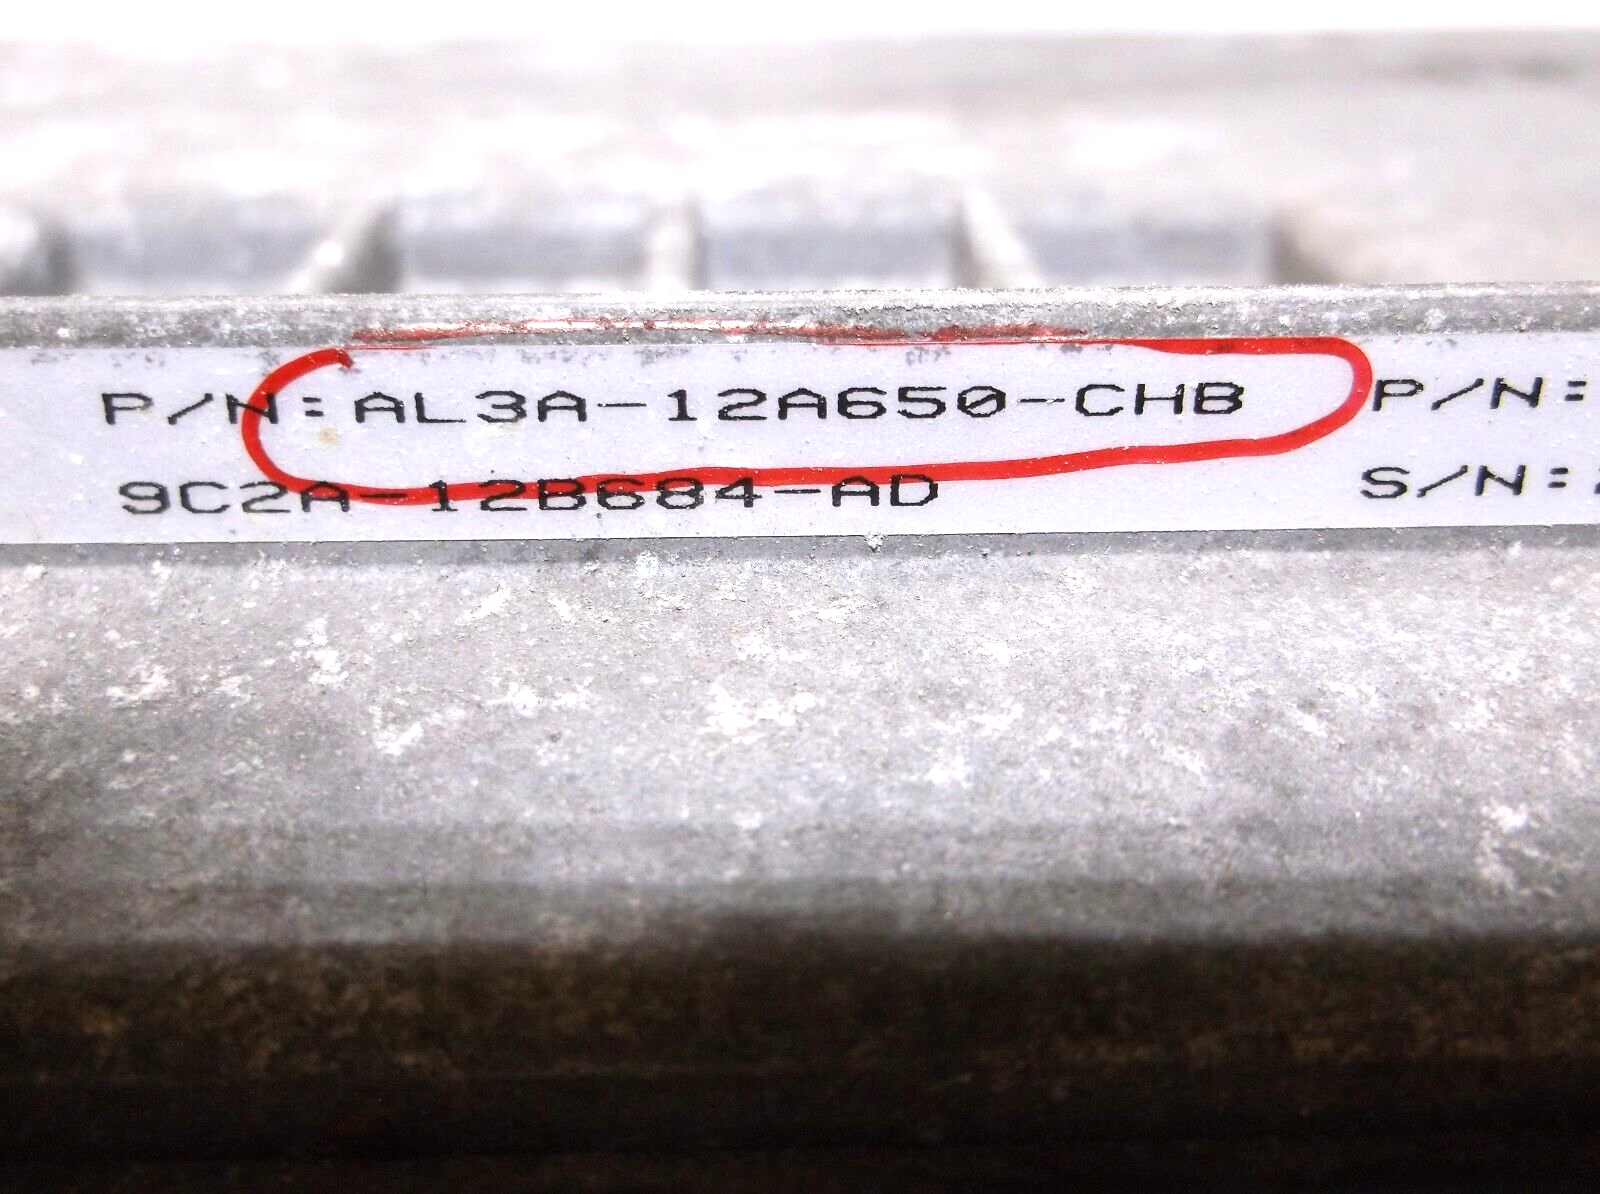 P/N:AL3A-12A650-CHB P/N:
9C2A-12B684-AD S/N: